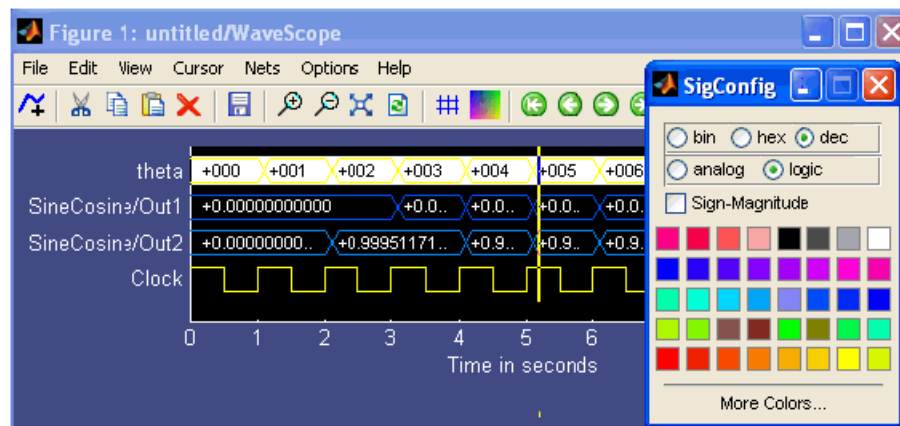 Figure 1: untitled/WaveScope
File Edit View Cursor Nets Options Help
theta +000 +001 +002 +003 +004 +005 +006
SineCosine/Out1 +0.00000000000 +0.0.. +0.0.. +0.0.. +0.0.
SineCosine/Out2 +0.00000000.. +0.99951171.. +0.9.. +0.9.. +0.9.
Clock
0 1 2 3 4 5 6
Time in seconds
SigConfig
bin hex dec
analog logic
Sign-Magnitude
More Colors...